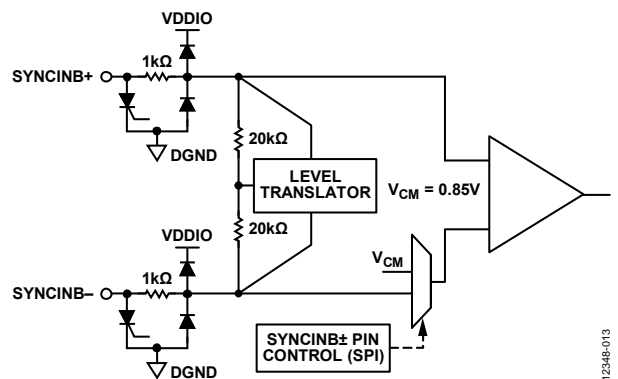 VDDIO
1kΩ
SYNCINB+
DGND
20kΩ
LEVEL
TRANSLATOR
VCM = 0.85V
20kΩ
VDDIO
VCM
1kΩ
SYNCINB–
DGND
SYNCINB± PIN
CONTROL (SPI)
12348-013